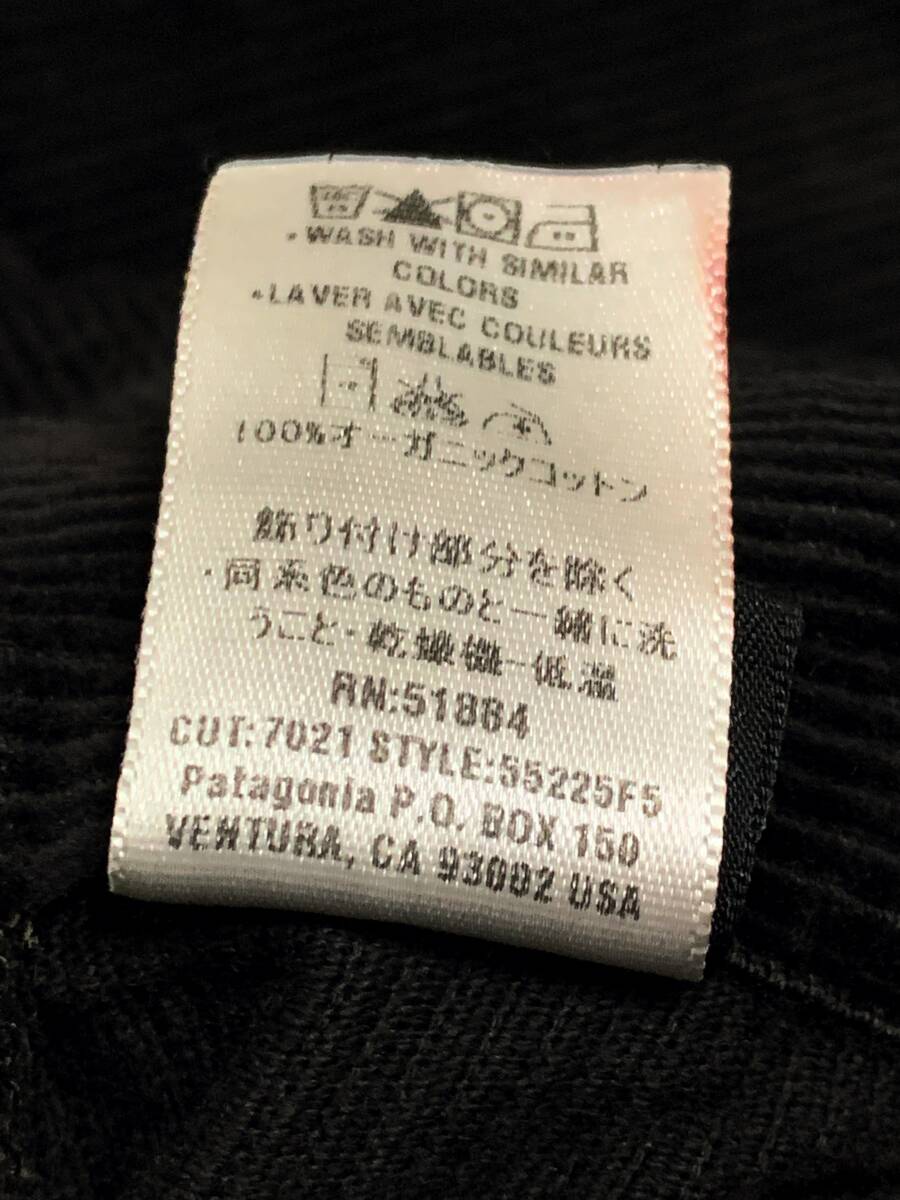 • WASH WITH SIMILAR
COLORS
• LAVER AVEC COULEURS
SEMBLABLES
100%オーガニックコットン
飾り付け部分を除く
・同系色のものと一緒に洗
うこと・乾燥機ー低温
RN:51884
CUT:7021 STYLE:55225F5
Patagonia P.O. BOX 150
VENTURA, CA 93002 USA